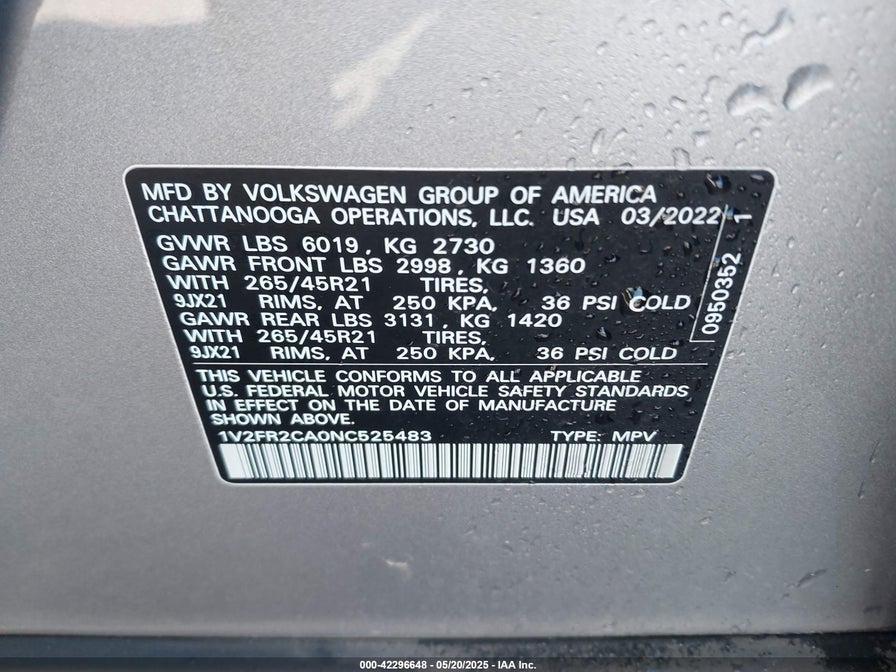 MFD BY VOLKSWAGEN GROUP OF AMERICA
CHATTANOOGA OPERATIONS, LLC. USA 03/2022
1
GVWR LBS 6019, KG 2730
GAWR FRONT LBS 2998, KG 1360
WITH 265/45R21 TIRES,
9JX21 RIMS, AT 250 KPA, 36 PSI COLD
GAWR REAR LBS 3131, KG 1420
WITH 265/45R21 TIRES,
9JX21 RIMS, AT 250 KPA, 36 PSI COLD
0950352
THIS VEHICLE CONFORMS TO ALL APPLICABLE
U.S. FEDERAL MOTOR VEHICLE SAFETY STANDARDS
IN EFFECT ON THE DATE OF MANUFACTURE
SHOWN ABOVE.
1V2FR2CA0NC525483 TYPE: MPV
000-42296648 - 05/20/2025 - IAA Inc.